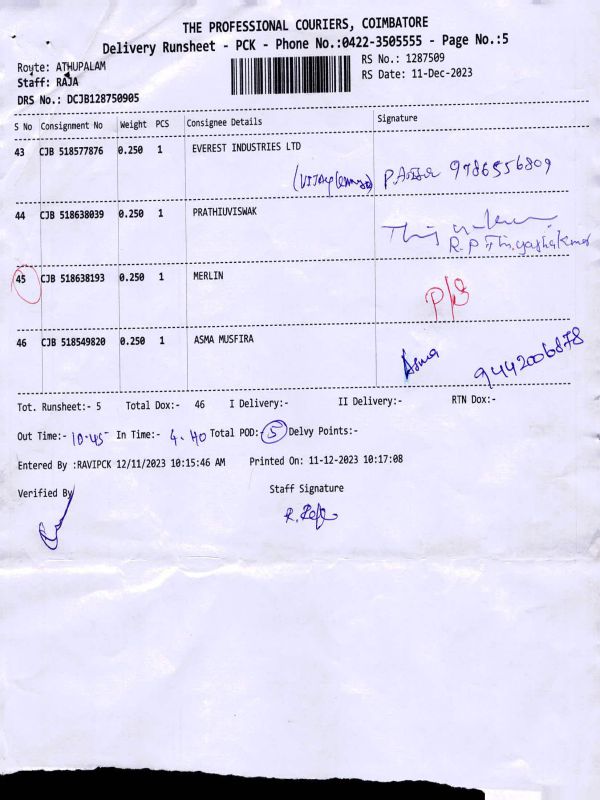 THE PROFESSIONAL COURIERS, COIMBATORE
Delivery Runsheet - PCK - Phone No.:0422-3505555 - Page No.:5
Royte: ATHUPALAM
RS No.: 1287509
Staff: RAJA
RS Date: 11-Dec-2023
DRS No.: DCJB128750905
S No Consignment No Weight PCS Consignee Details Signature
43 CJB 518577876 0.250 1 EVEREST INDUSTRIES LTD
9786556809
44 CJB 518638039 0.250 1 PRATHIUVISWAK
45 CJB 518638193 0.250 1 MERLIN
46 CJB 518549820 0.250 1 ASMA MUSFIRA
Asma 9442006878
Tot. Runsheet:- 5 Total Dox:- 46 I Delivery:- II Delivery:- RTN Dox:-
Out Time:- 10.45 In Time:- 4.40 Total POD: 5 Delvy Points:-
Entered By :RAVIPCK 12/11/2023 10:15:46 AM Printed On: 11-12-2023 10:17:08
Verified By Staff Signature